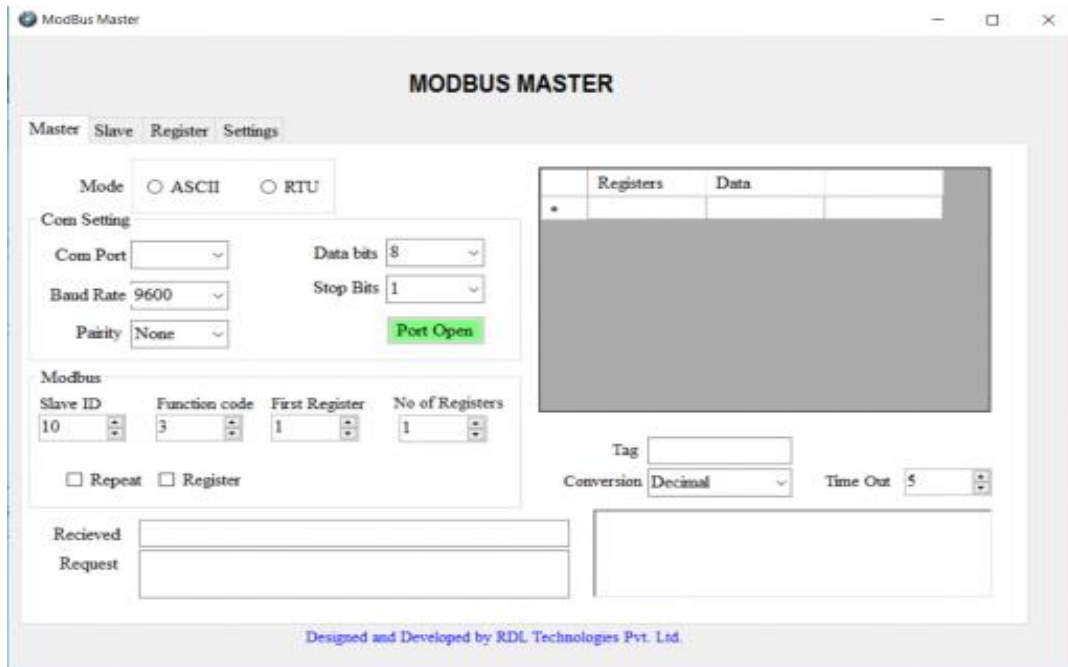 ModBus Master
MODBUS MASTER
Master Slave Register Settings
Mode ASCII RTU
Com Setting
Com Port
Data bits 8
Baud Rate 9600
Stop Bits 1
Pairity None
Port Open
Modbus
Slave ID Function code First Register No of Registers
10 3 1 1
Repeat Register
Registers Data
*
Tag
Conversion Decimal Time Out 5
Recieved
Request
Designed and Developed by RDL Technologies Pvt. Ltd.